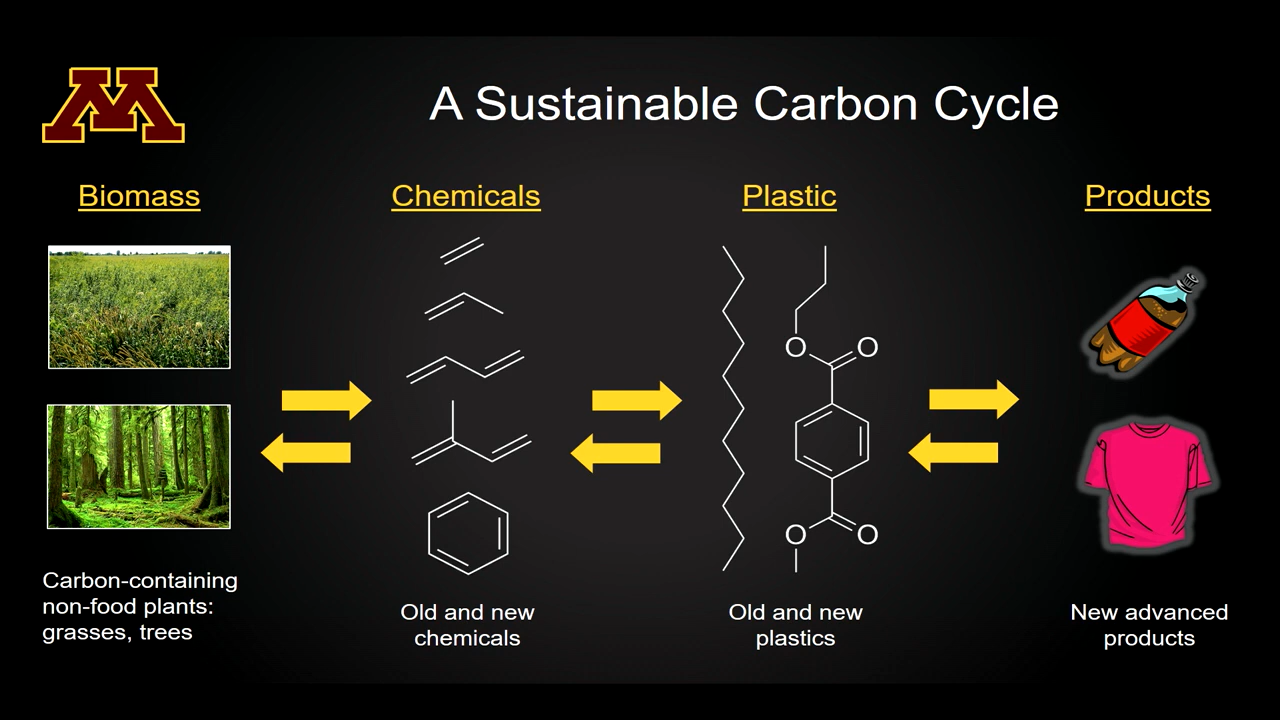 M
A Sustainable Carbon Cycle
Biomass
Chemicals
Plastic
Products
O
O
O
O
Carbon-containing
non-food plants:
grasses, trees
Old and new
chemicals
Old and new
plastics
New advanced
products